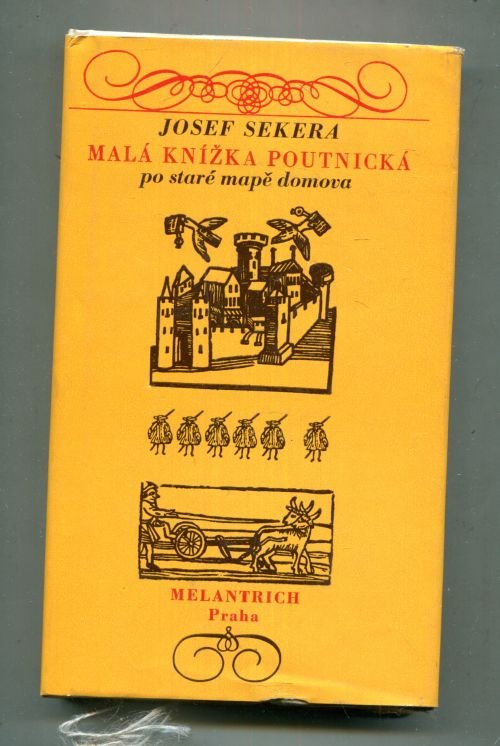 JOSEF SEKERA
MALÁ KNÍŽKA POUTNICKÁ
po staré mapě domova
MELANTRICH
Praha